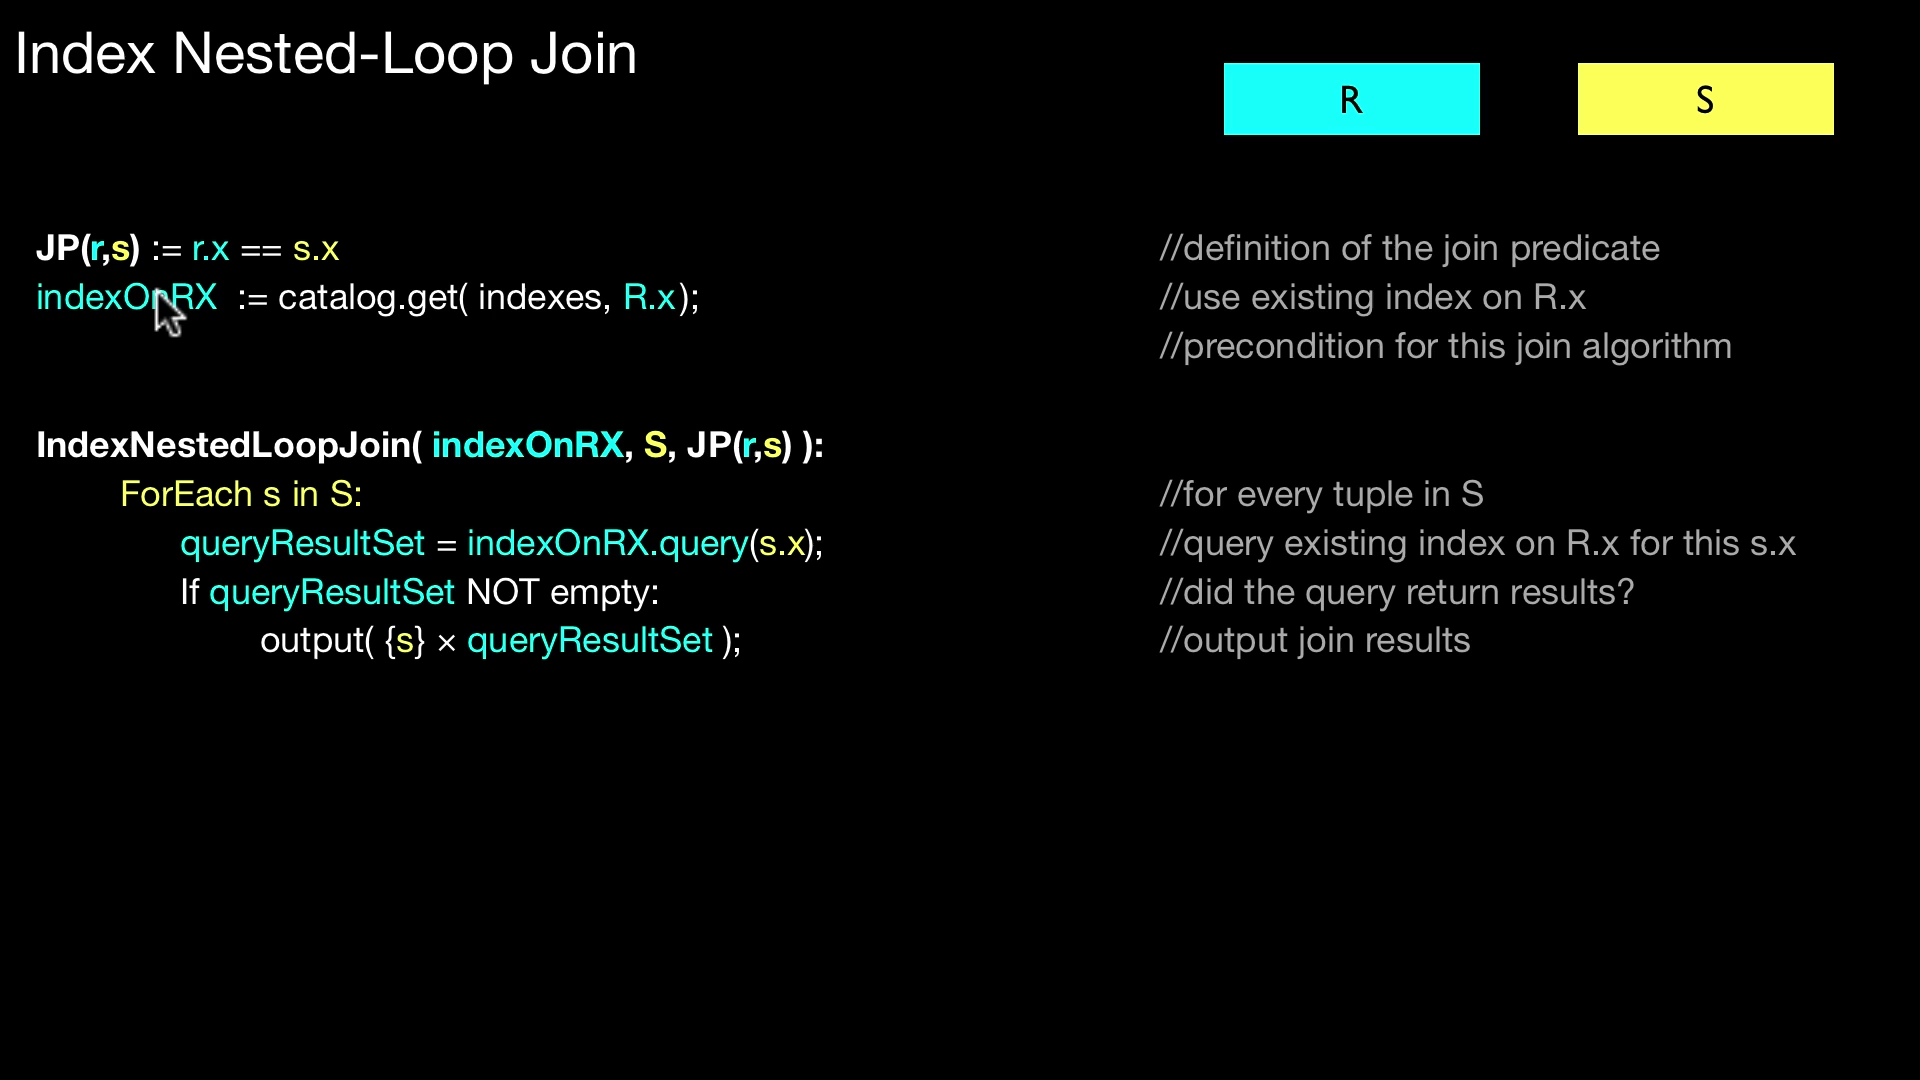 Index Nested-Loop Join
R
S
JP(r,s) := r.x == s.x //definition of the join predicate
indexOnRX := catalog.get( indexes, R.x); //use existing index on R.x
//precondition for this join algorithm
IndexNestedLoopJoin( indexOnRX, S, JP(r,s) ):
ForEach s in S: //for every tuple in S
queryResultSet = indexOnRX.query(s.x); //query existing index on R.x for this s.x
If queryResultSet NOT empty: //did the query return results?
output( {s} × queryResultSet ); //output join results